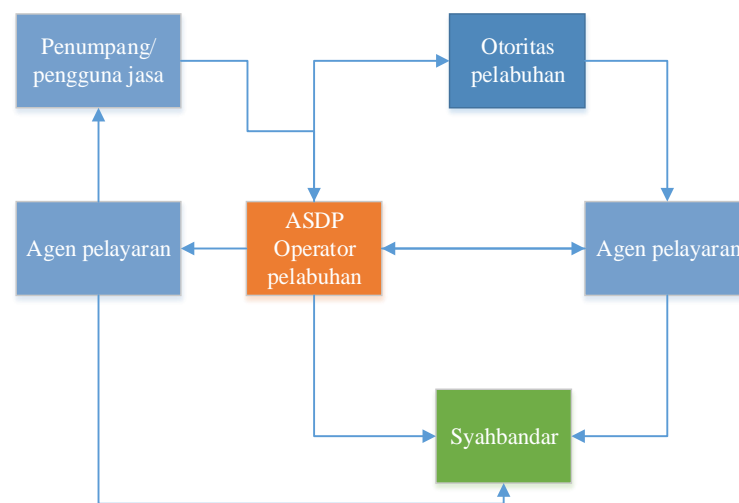 Penumpang/
pengguna jasa
Otoritas
pelabuhan
Agen pelayaran
ASDP
Operator
pelabuhan
Agen pelayaran
Syahbandar